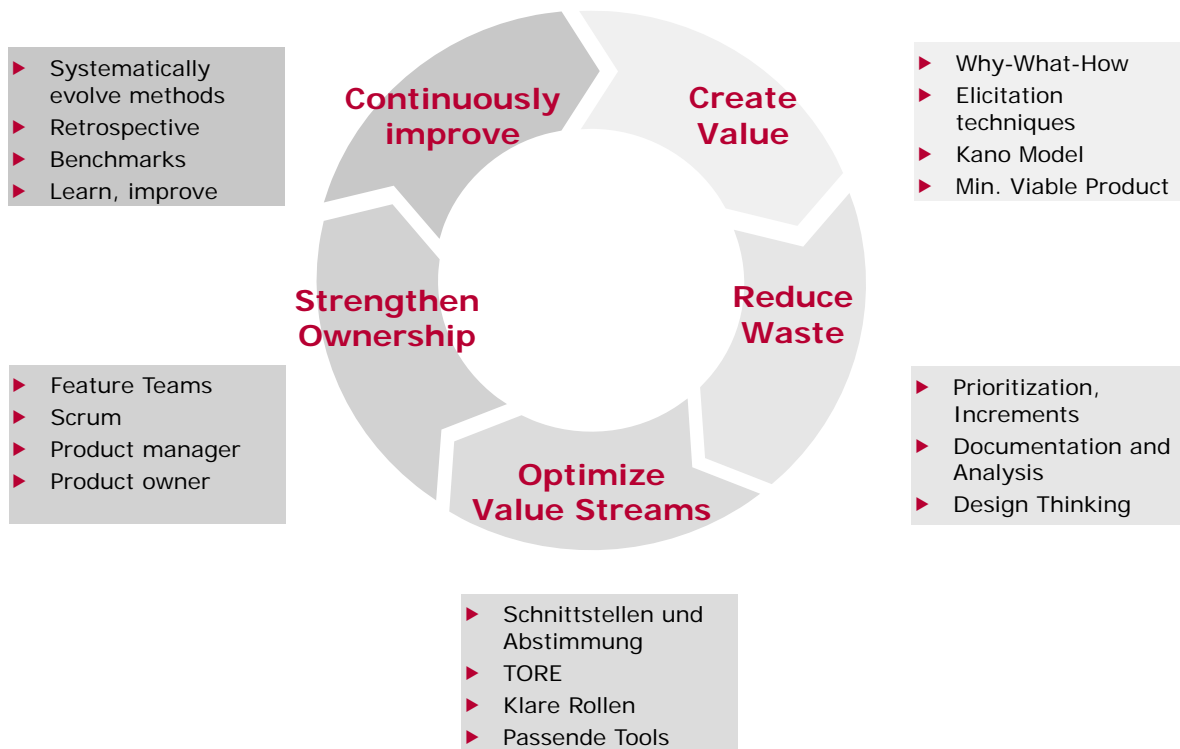 Continuously
improve
Create
Value
Reduce
Waste
Optimize
Value Streams
Strengthen
Ownership
Systematically
evolve methods
Retrospective
Benchmarks
Learn, improve
Why-What-How
Elicitation
techniques
Kano Model
Min. Viable Product
Feature Teams
Scrum
Product manager
Product owner
Prioritization,
Increments
Documentation and
Analysis
Design Thinking
Schnittstellen und
Abstimmung
TORE
Klare Rollen
Passende Tools